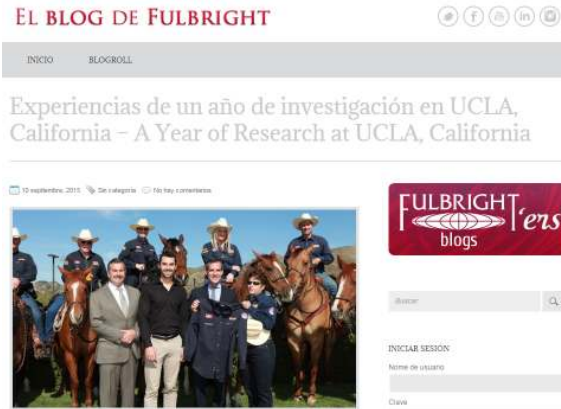 EL BLOG DE FULBRIGHT
INICIO BLOGROLL
Experiencias de un año de investigación en UCLA,
California – A Year of Research at UCLA, California
10 septiembre, 2015 Sin categoría No hay comentarios
FULBRIGHT'ers
blogs
Buscar
INICIAR SESIÓN
Nome de usuario
Clave